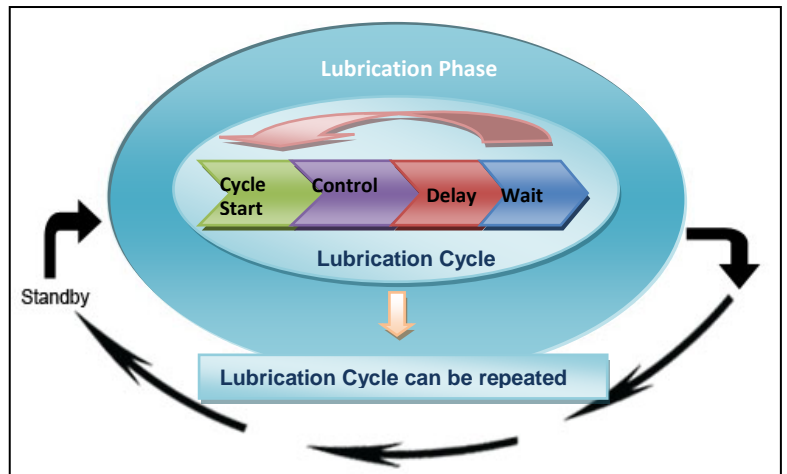 Lubrication Phase
Cycle
Start
Control
Delay
Wait
Lubrication Cycle
Standby
Lubrication Cycle can be repeated